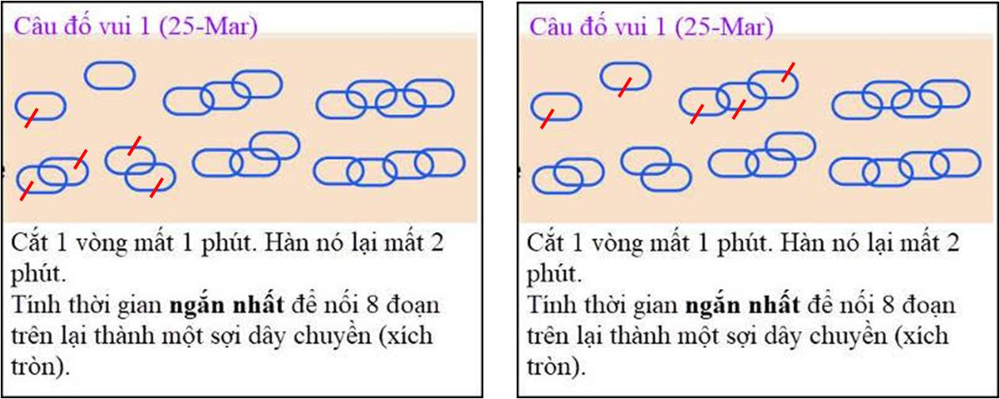 Câu đố vui 1 (25-Mar)
Cắt 1 vòng mất 1 phút. Hàn nó lại mất 2
phút.
Tính thời gian ngắn nhất để nối 8 đoạn
trên lại thành một sợi dây chuyền (xích
tròn).
Câu đố vui 1 (25-Mar)
Cắt 1 vòng mất 1 phút. Hàn nó lại mất 2
phút.
Tính thời gian ngắn nhất để nối 8 đoạn
trên lại thành một sợi dây chuyền (xích
tròn).